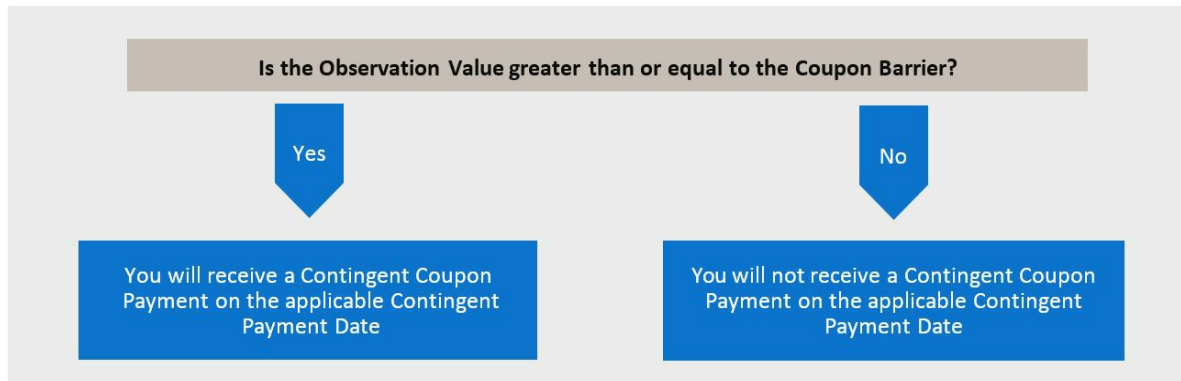 Is the Observation Value greater than or equal to the Coupon Barrier?
Yes
No
You will receive a Contingent Coupon
Payment on the applicable Contingent
Payment Date
You will not receive a Contingent Coupon
Payment on the applicable Contingent
Payment Date